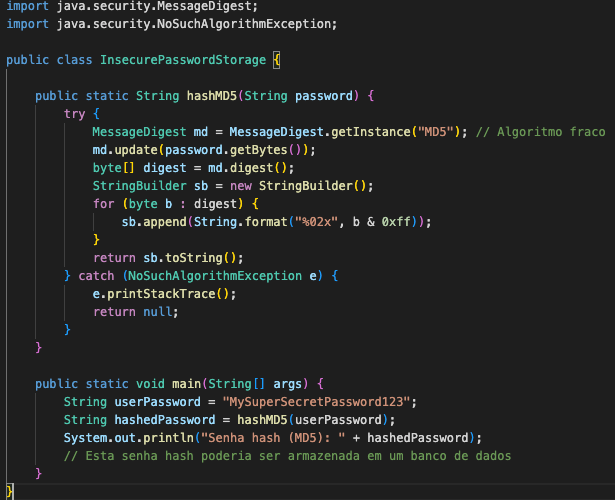 import java.security.MessageDigest;
import java.security.NoSuchAlgorithmException;

public class InsecurePasswordStorage {

    public static String hashMD5(String password) {
        try {
            MessageDigest md = MessageDigest.getInstance("MD5"); // Algoritmo fraco
            md.update(password.getBytes());
            byte[] digest = md.digest();
            StringBuilder sb = new StringBuilder();
            for (byte b : digest) {
                sb.append(String.format("%02x", b & 0xff));
            }
            return sb.toString();
        } catch (NoSuchAlgorithmException e) {
            e.printStackTrace();
            return null;
        }
    }

    public static void main(String[] args) {
        String userPassword = "MySuperSecretPassword123";
        String hashedPassword = hashMD5(userPassword);
        System.out.println("Senha hash (MD5): " + hashedPassword);
        // Esta senha hash poderia ser armazenada em um banco de dados
    }
}